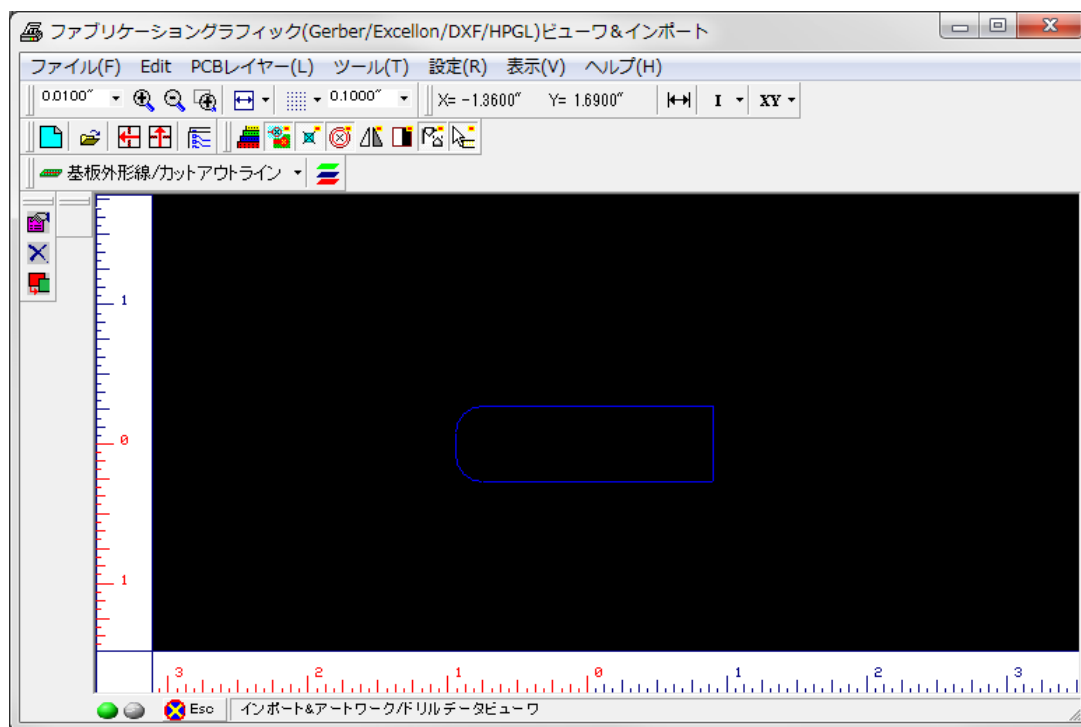 ファブリケーショングラフィック(Gerber/Excellon/DXF/HPGL)ビューワ&インポート
ファイル(F) Edit PCBレイヤー(L) ツール(T) 設定(R) 表示(V) ヘルプ(H)
0.0100" 0.1000" X= -1.3600" Y= 1.6900" I XY
基板外形線/カットアウトライン
1
0
1
3 2 1 0 1 2 3
Esc インポート&アートワーク/ドリルデータビューワ